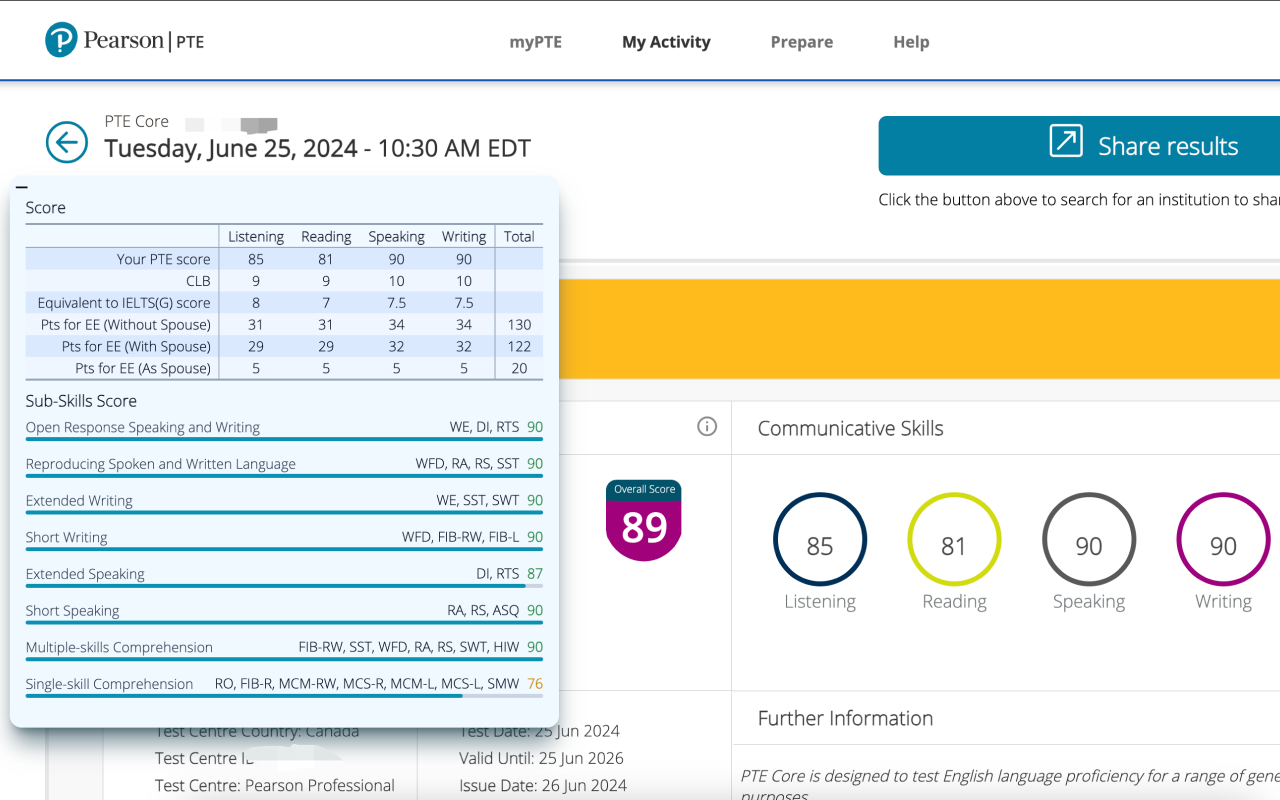 Pearson | PTE
myPTE My Activity Prepare Help
PTE Core
Tuesday, June 25, 2024 - 10:30 AM EDT
Share results
Click the button above to search for an institution to
Score
Listening Reading Speaking Writing Total
Your PTE score 85 81 90 90
CLB 9 9 10 10
Equivalent to IELTS(G) score 8 7 7.5 7.5
Pts for EE (Without Spouse) 31 31 34 34 130
Pts for EE (With Spouse) 29 29 32 32 122
Pts for EE (As Spouse) 5 5 5 5 20
Sub-Skills Score
Open Response Speaking and Writing WE, DI, RTS 90
Reproducing Spoken and Written Language WFD, RA, RS, SST 90
Extended Writing WE, SST, SWT 90
Short Writing WFD, FIB-RW, FIB-L 90
Extended Speaking DI, RTS 87
Short Speaking RA, RS, ASQ 90
Multiple-skills Comprehension FIB-RW, SST, WFD, RA, RS, SWT, HIW 90
Single-skill Comprehension RO, FIB-R, MCM-RW, MCS-R, MCM-L, MCS-L, SMW 76
Overall Score
89
Communicative Skills
85 81 90 90
Listening Reading Speaking Writing
Test Centre Country: Canada
Test Centre
Test Centre: Pearson Professional
Test Date: 25 Jun 2024
Valid Until: 25 Jun 2026
Issue Date: 26 Jun 2024
Further Information
PTE Core is designed to test English language proficiency for a range of
purposes